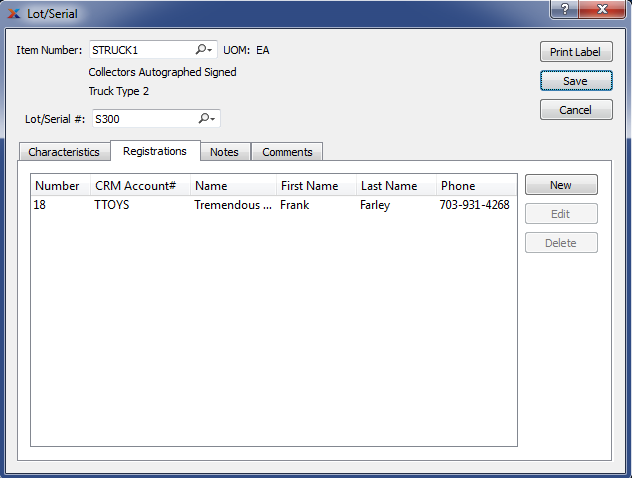 Lot/Serial
Item Number: STRUCK1 UOM: EA
Collectors Autographed Signed
Truck Type 2
Lot/Serial #: S300
Print Label
Save
Cancel
Characteristics Registrations Notes Comments
Number CRM Account# Name First Name Last Name Phone
18 TTOYS Tremendous ... Frank Farley 703-931-4268
New
Edit
Delete